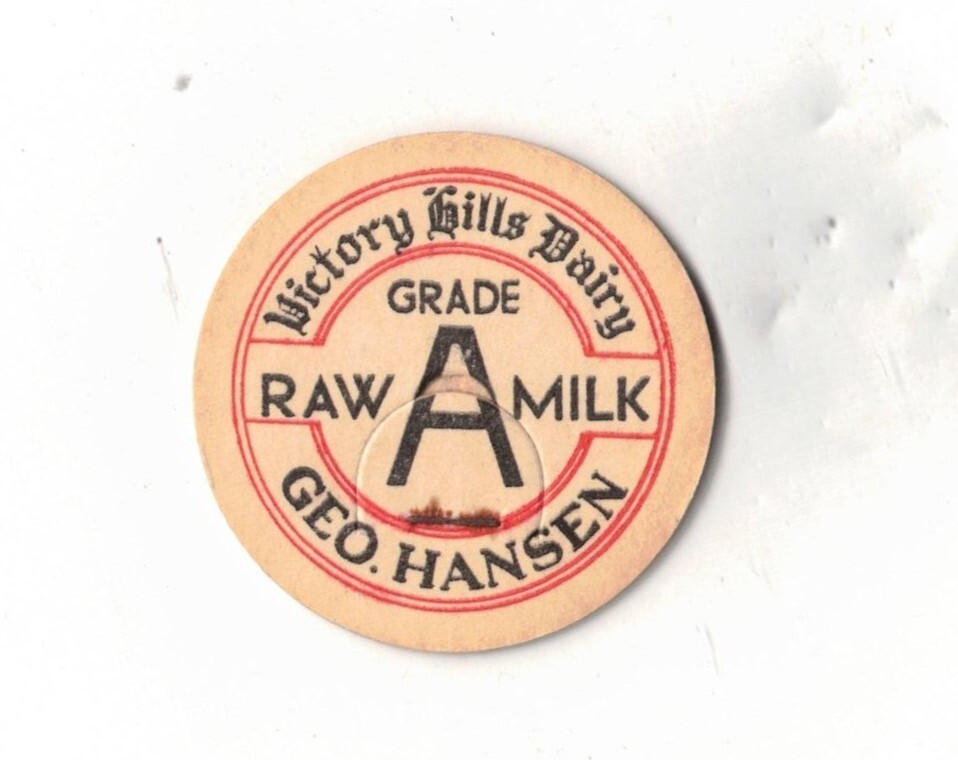 Victory Hills Dairy
GRADE
A
RAW MILK
GEO. HANSEN